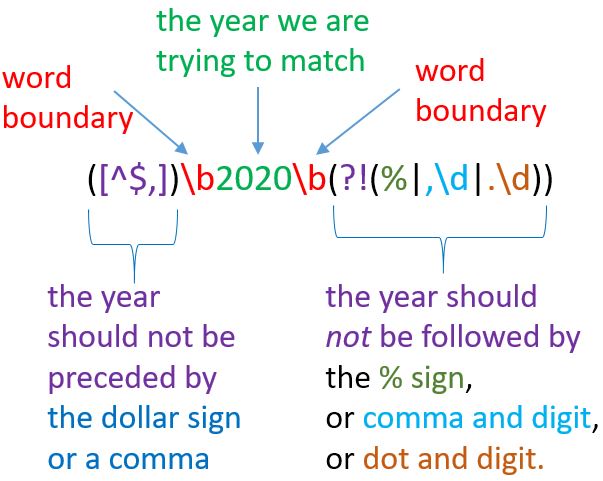 the year we are
trying to match
word
boundary
word
boundary
([^$,])\b2020\b(?!(%|,\d|.\d))
the year
should not be
preceded by
the dollar sign
or a comma
the year should
not be followed by
the % sign,
or comma and digit,
or dot and digit.